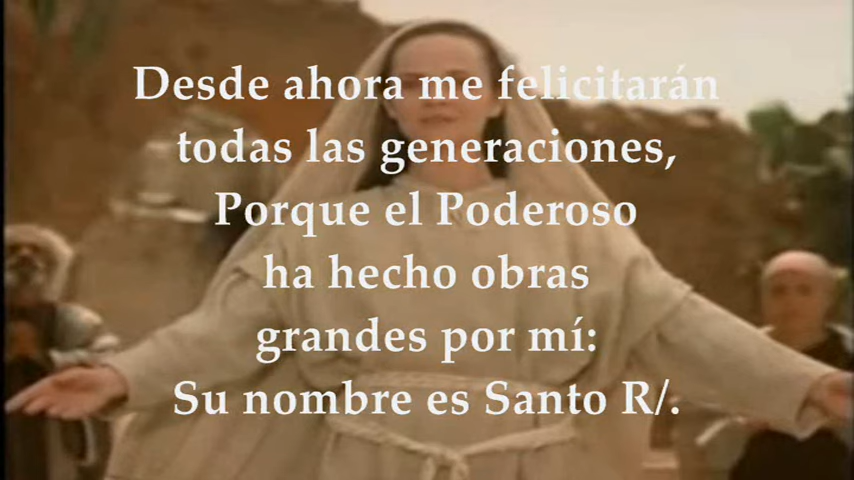 Desde ahora me felicitarán
todas las generaciones,
Porque el Poderoso
ha hecho obras
grandes por mí:
Su nombre es Santo R/.